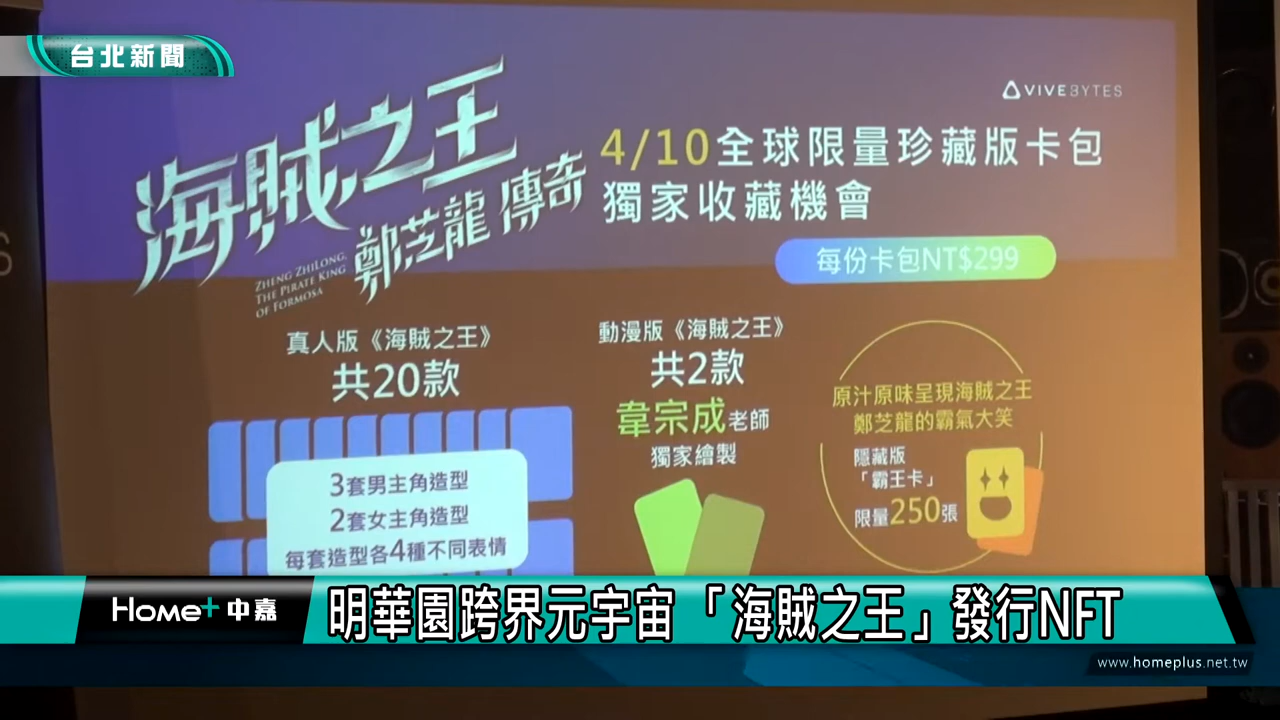 台北新聞
VIVEBYTES
海賊之王
鄭芝龍 傳奇
ZHENG ZHILONG,
THE PIRATE KING
OF FORMOSA
4/10全球限量珍藏版卡包
獨家收藏機會
每份卡包NT$299
真人版《海賊之王》
共20款
3套男主角造型
2套女主角造型
每套造型各4種不同表情
動漫版《海賊之王》
共2款
韋宗成老師
獨家繪製
原汁原味呈現海賊之王
鄭芝龍的霸氣大笑
隱藏版
「霸王卡」
限量250張
Home+中嘉
明華園跨界元宇宙「海賊之王」發行NFT
www.homeplus.net.tw